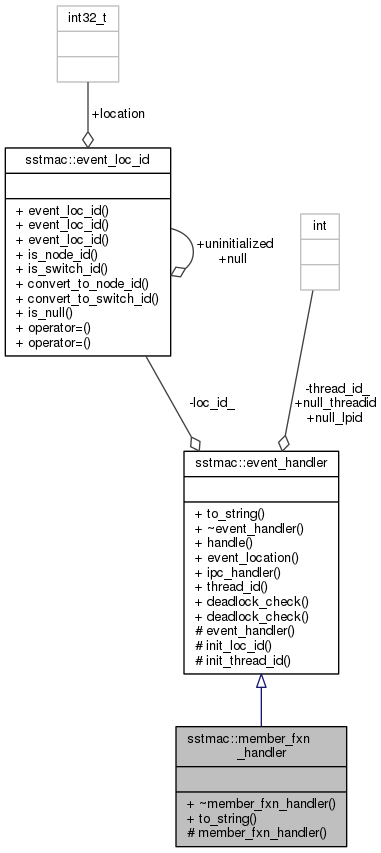 int32_t
+location
sstmac::event_loc_id
+ event_loc_id()
+ event_loc_id()
+ event_loc_id()
+ is_node_id()
+ is_switch_id()
+ convert_to_node_id()
+ convert_to_switch_id()
+ is_null()
+ operator=()
+ operator=()
+uninitialized
+null
int
-loc_id_
-thread_id_
+null_threadid
+null_lpid
sstmac::event_handler
+ to_string()
+ ~event_handler()
+ handle()
+ event_location()
+ ipc_handler()
+ thread_id()
+ deadlock_check()
+ deadlock_check()
# event_handler()
# init_loc_id()
# init_thread_id()
sstmac::member_fxn
_handler
+ ~member_fxn_handler()
+ to_string()
# member_fxn_handler()